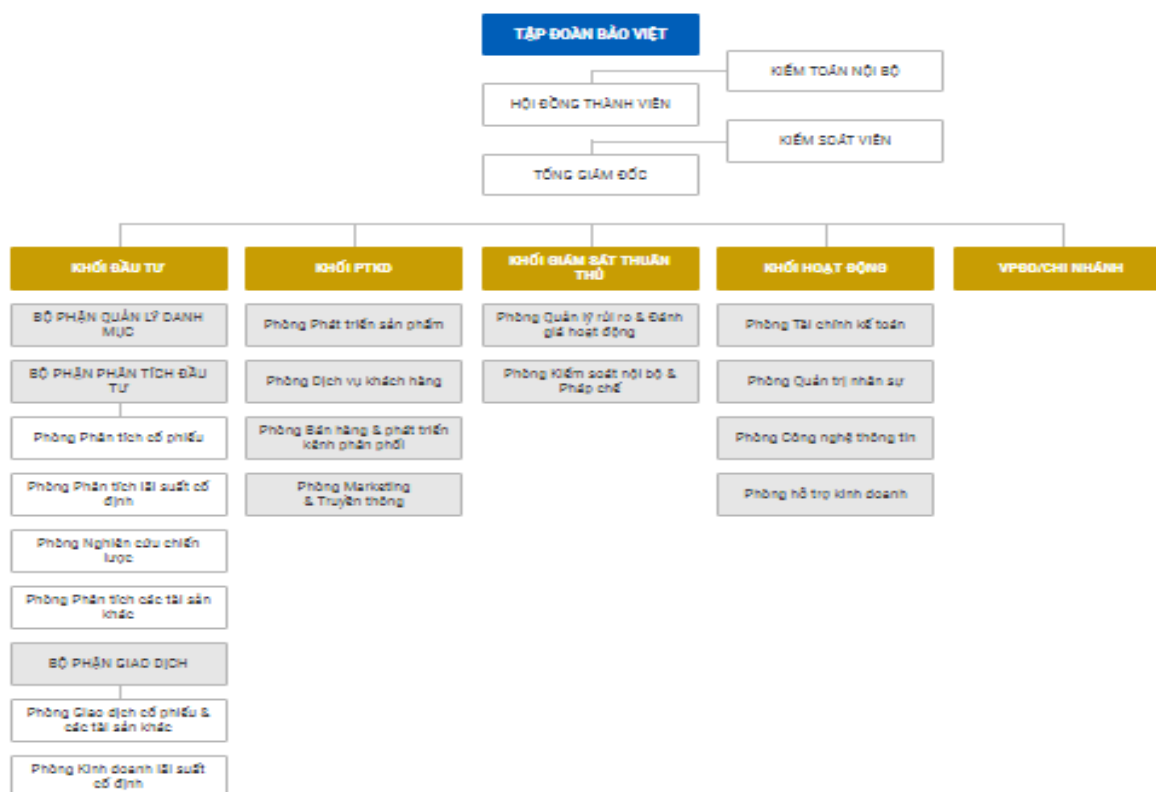 TẬP ĐOÀN BẢO VIỆT
KIỂM TOÁN NỘI BỘ
HỘI ĐỒNG THÀNH VIÊN
KIỂM SOÁT VIÊN
TỔNG GIÁM ĐỐC
KHỐI ĐẦU TƯ
BỘ PHẬN QUẢN LÝ DANH
MỤC
BỘ PHẬN PHÂN TÍCH ĐẦU
TƯ
Phòng Phân tích cổ phiếu
Phòng Phân tích lãi suất cố
định
Phòng Nghiên cứu chiến
lược
Phòng Phân tích các tài sản
khác
BỘ PHẬN GIAO DỊCH
Phòng Giao dịch cổ phiếu &
các tài sản khác
Phòng Kinh doanh lãi suất
cố định
KHỐI PTKD
Phòng Phát triển sản phẩm
Phòng Dịch vụ khách hàng
Phòng Bán hàng & phát triển
kênh phân phối
Phòng Marketing
& Truyền thông
KHỐI GIÁM SÁT THUÂN
THỦ
Phòng Quản lý rủi ro & Đánh
giá hoạt động
Phòng Kiểm soát nội bộ &
Pháp chế
KHỐI HOẠT ĐỘNG
Phòng Tài chính kế toán
Phòng Quản trị nhân sự
Phòng Công nghệ thông tin
Phòng hỗ trợ kinh doanh
VPGD/CHI NHÁNH